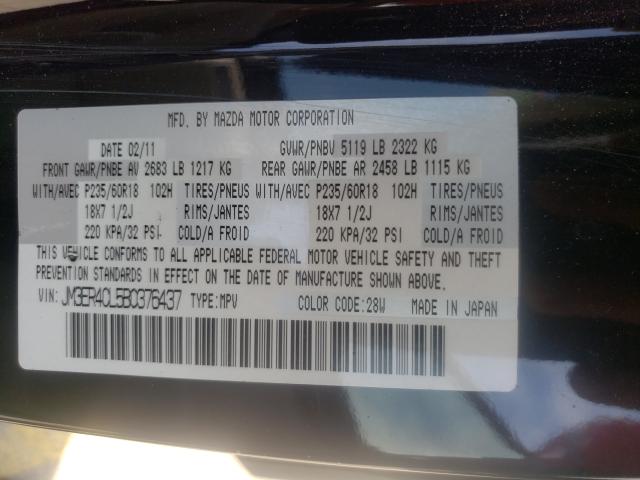 MFD. BY MAZDA MOTOR CORPORATION
DATE 02/11 GVWR/PNBV 5119 LB 2322 KG
FRONT GAWR/PNBE AV 2683 LB 1217 KG REAR GAWR/PNBE AR 2458 LB 1115 KG
WITH/AVEC P235/60R18 102H TIRES/PNEUS WITH/AVEC P235/60R18 102H TIRES/PNEUS
18X7 1/2J RIMS/JANTES 18X7 1/2J RIMS/JANTES
220 KPA/32 PSI COLD/A FROID 220 KPA/32 PSI COLD/A FROID
THIS VEHICLE CONFORMS TO ALL APPLICABLE FEDERAL MOTOR VEHICLE SAFETY AND THEFT
PREVENTION STANDARDS IN EFFECT ON THE DATE OF MANUFACTURE SHOWN ABOVE.
VIN: JM3ER4CL5B0376437 TYPE:MPV COLOR CODE:28W MADE IN JAPAN